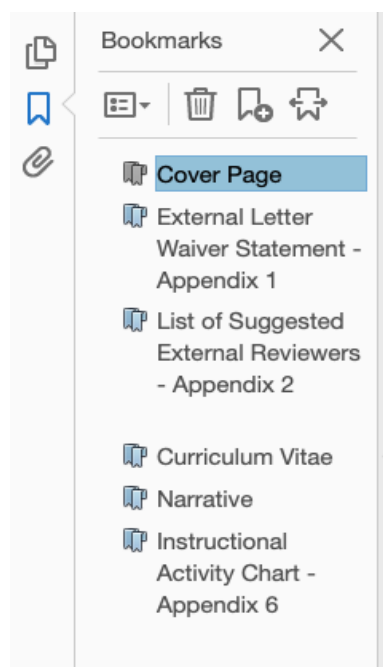 Bookmarks
Cover Page
External Letter
Waiver Statement -
Appendix 1
List of Suggested
External Reviewers
- Appendix 2
Curriculum Vitae
Narrative
Instructional
Activity Chart -
Appendix 6